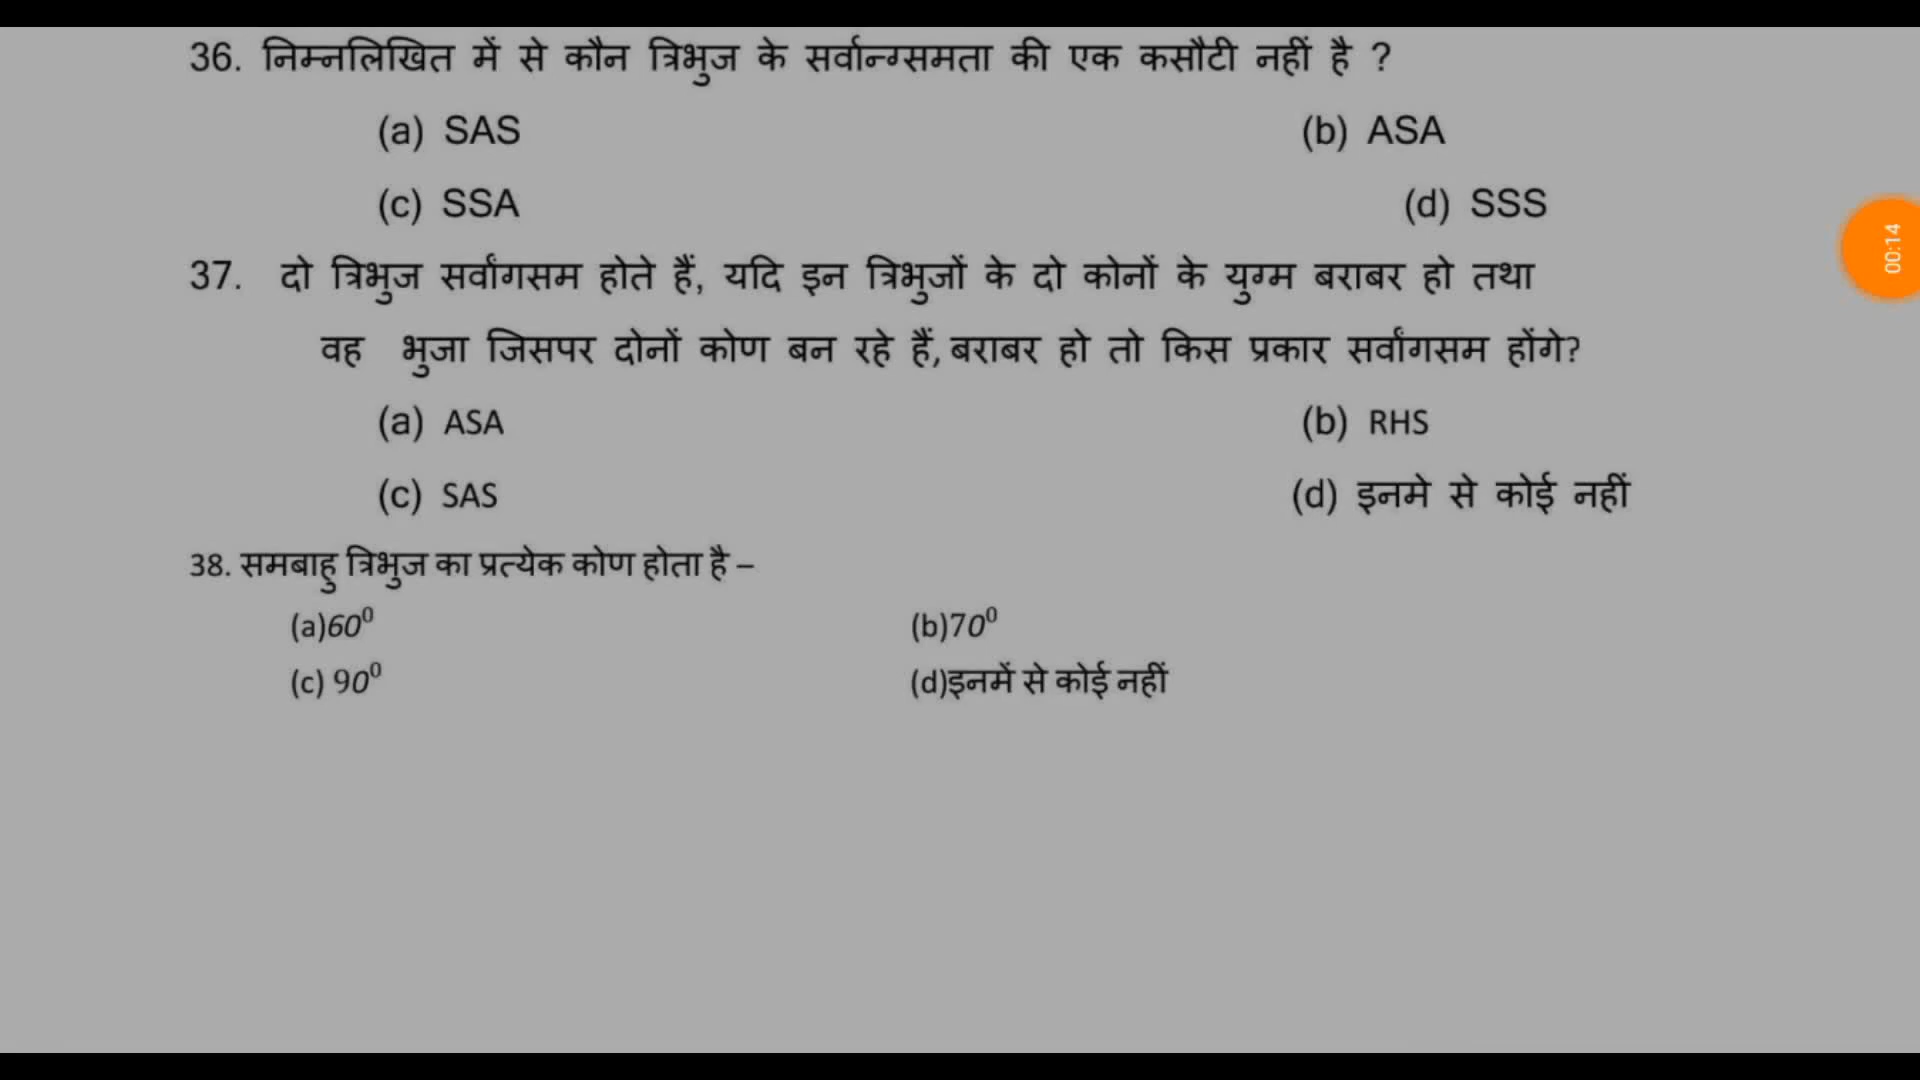 36. निम्नलिखित में से कौन त्रिभुज के सर्वान्ग्समता की एक कसौटी नहीं है ?
(a) SAS (b) ASA
(c) SSA (d) SSS
37. दो त्रिभुज सर्वांगसम होते हैं, यदि इन त्रिभुजों के दो कोनों के युग्म बराबर हो तथा
वह भुजा जिसपर दोनों कोण बन रहे हैं, बराबर हो तो किस प्रकार सर्वांगसम होंगे?
(a) ASA (b) RHS
(c) SAS (d) इनमे से कोई नहीं
38. समबाहु त्रिभुज का प्रत्येक कोण होता है –
(a)60⁰ (b)70⁰
(c) 90⁰ (d)इनमें से कोई नहीं
00:14